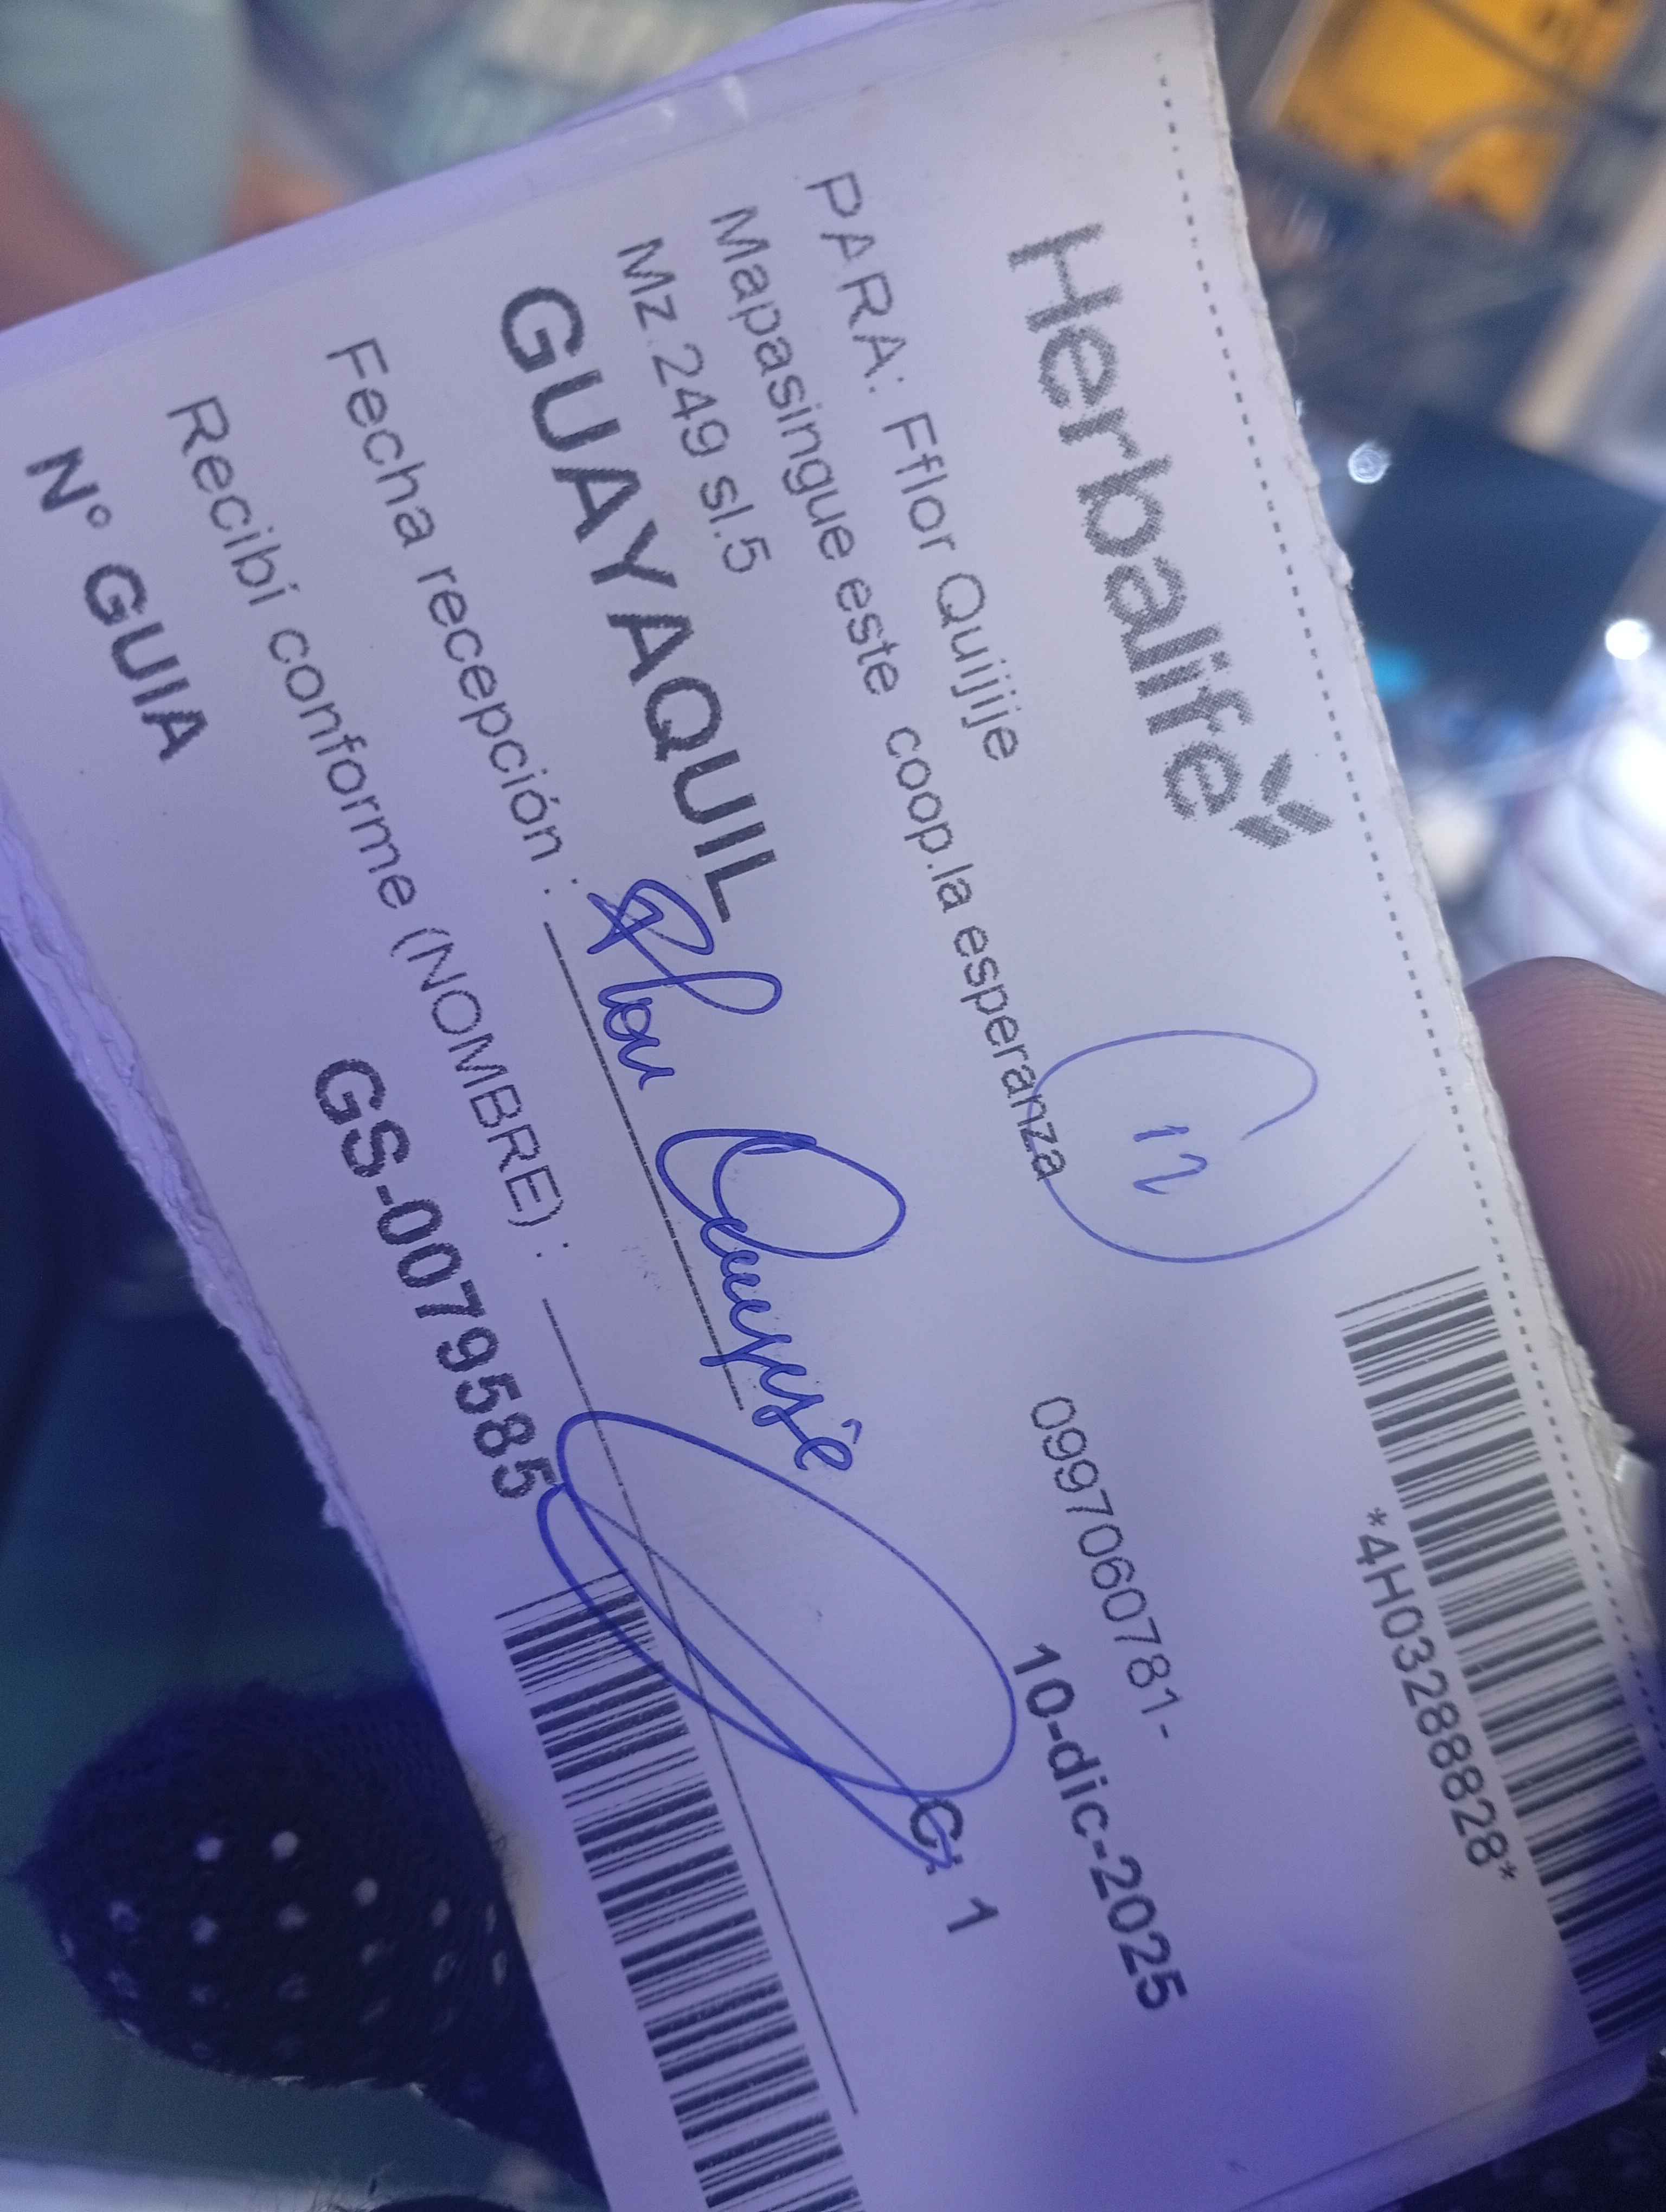 Herbalife
*4H03288828*
12
PARA: Fflor Quijije
0997060781-
Mapasingue este coop.la esperanza
10-dic-2025
Mz.249 sl.5
GUAYAQUIL
C: 1
Fecha recepción : Flor Quijije
Recibí conforme (NOMBRE) :
N° GUIA GS-0079585